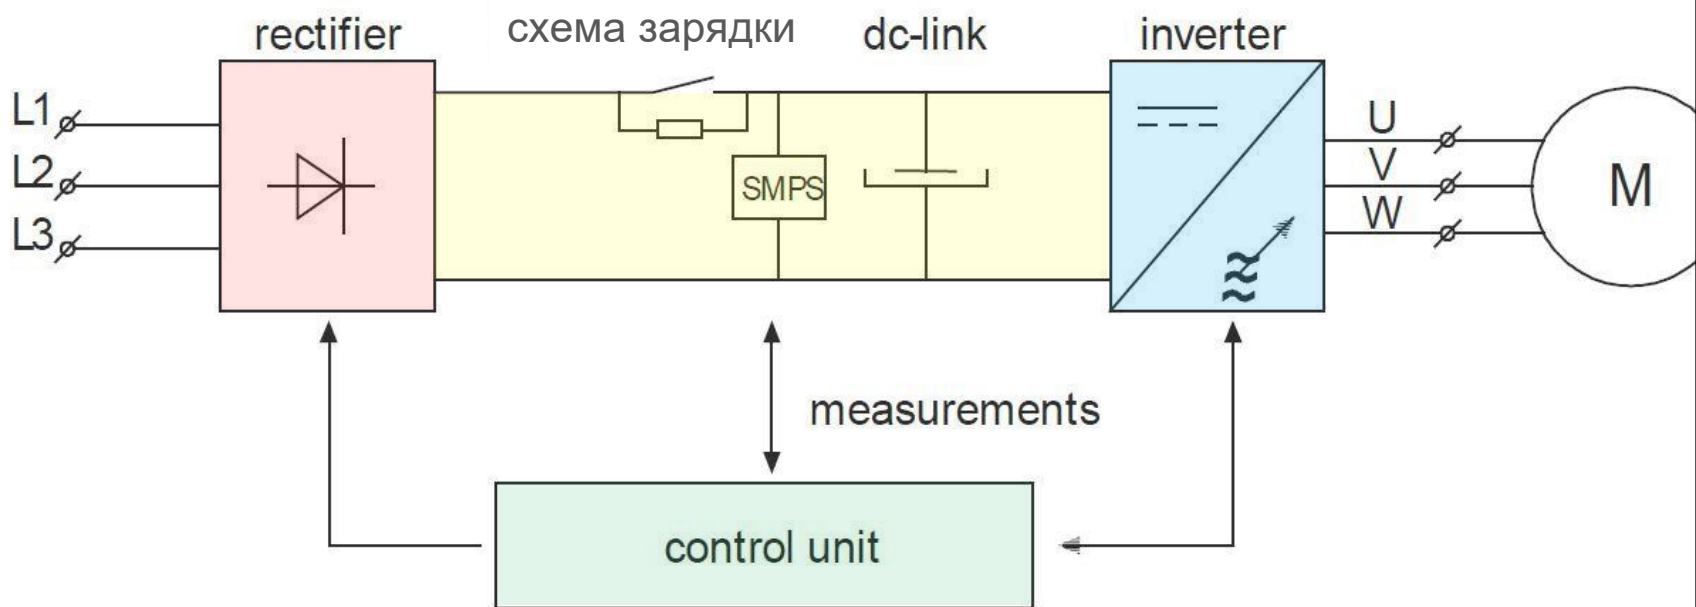 rectifier
схема зарядки
dc-link
inverter
L1
L2
L3
SMPS
U
V
W
M
measurements
control unit